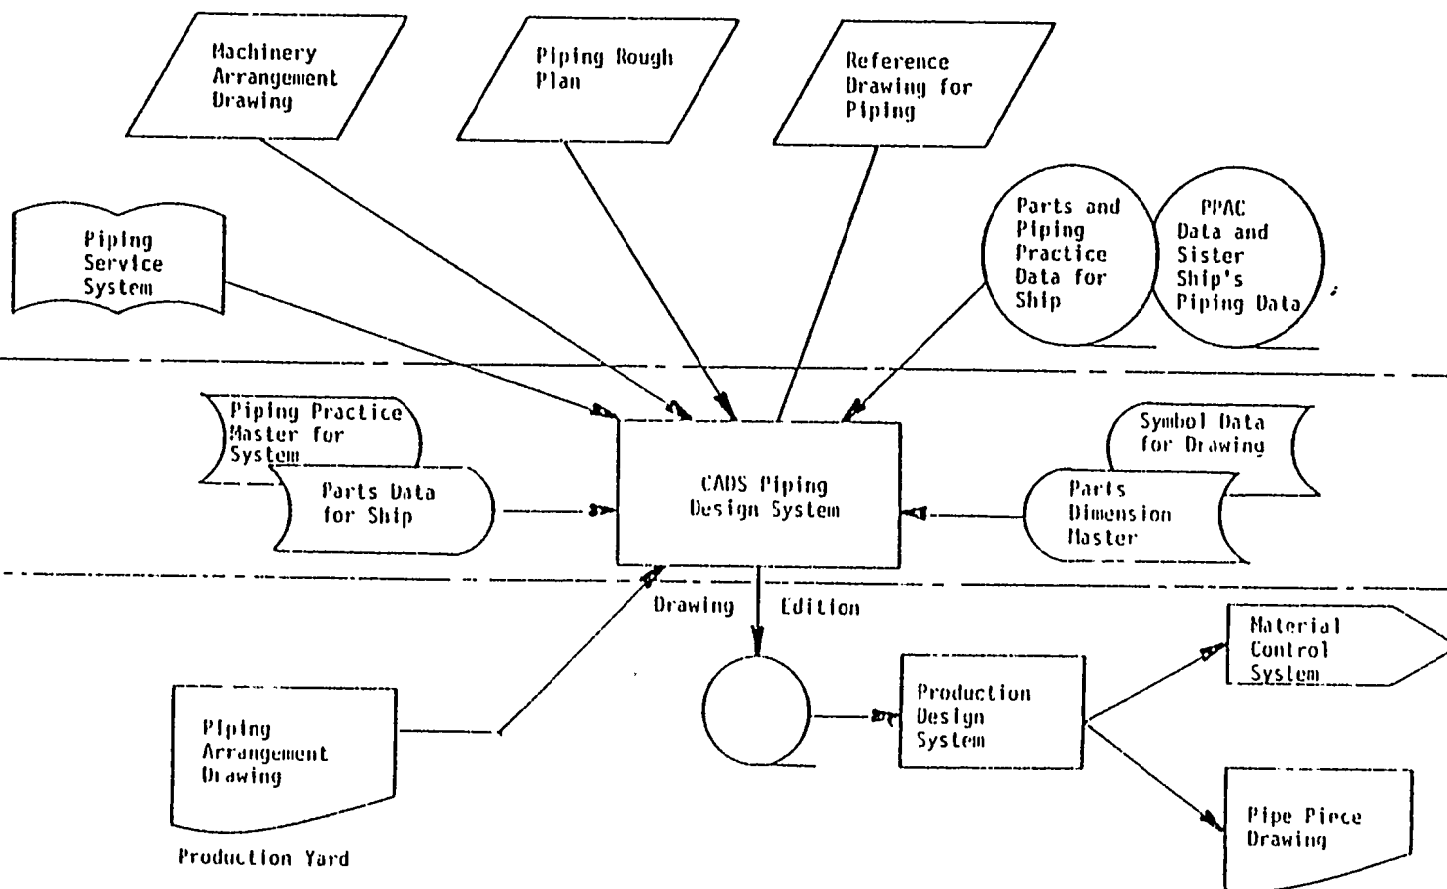 Machinery
Arrangement
Drawing
Piping Rough
Plan
Reference
Drawing for
Piping
Piping
Service
System
Parts and
Piping
Practice
Data for
Ship
PPAC
Data and
Sister
Ship's
Piping Data
Piping Practice
Master for
System
Parts Data
for Ship
CADS Piping
Design System
Symbol Data
for Drawing
Parts
Dimension
Master
Drawing Edition
Material
Control
System
Production
Design
System
Piping
Arrangement
Drawing
Pipe Piece
Drawing
Production Yard